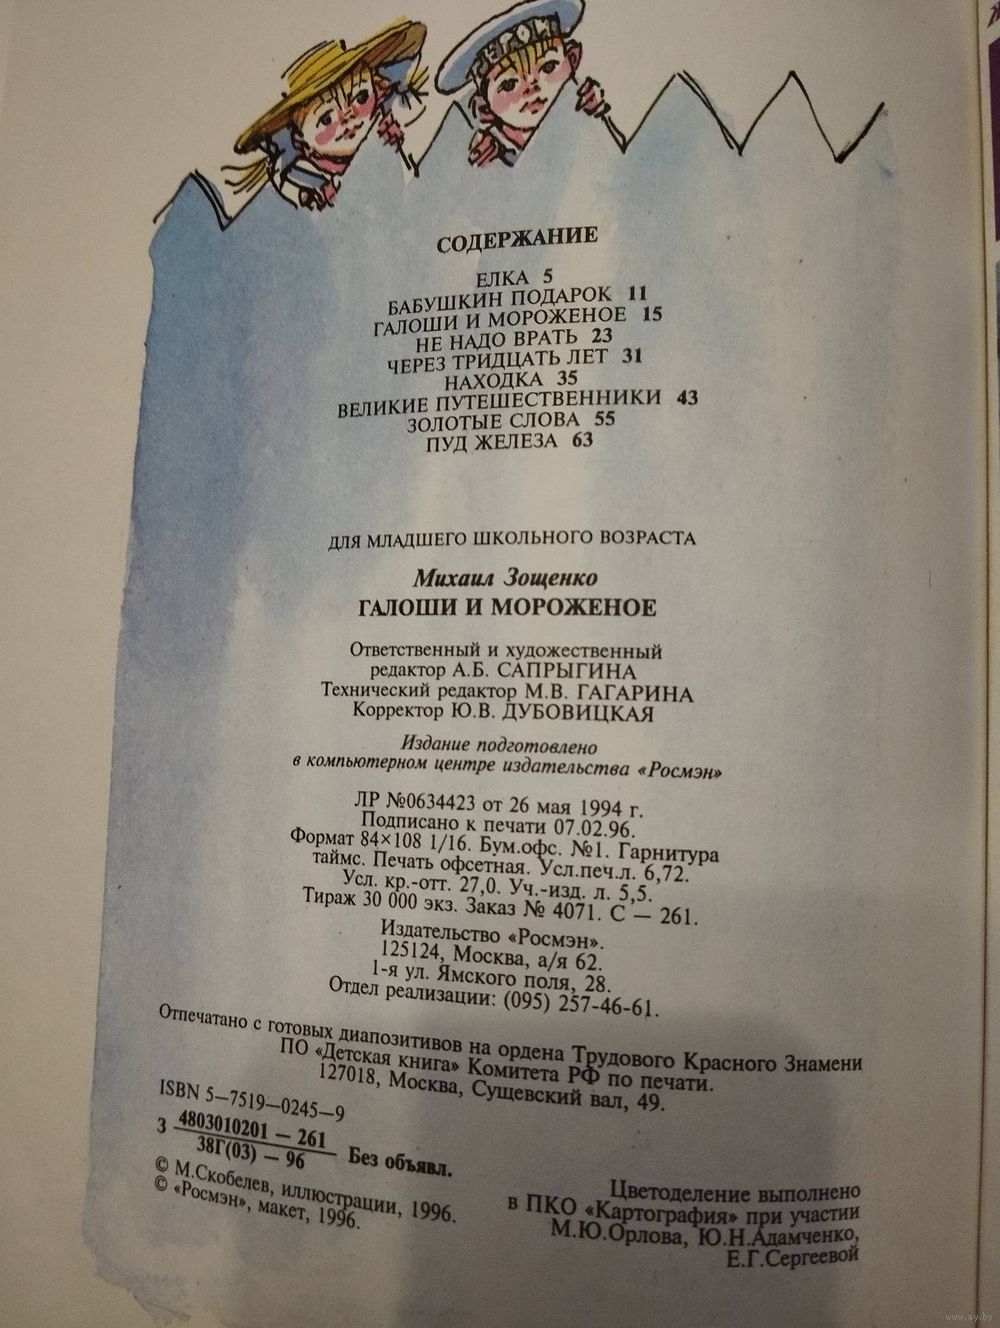 ГЕРОЙ
СОДЕРЖАНИЕ
ЕЛКА 5
БАБУШКИН ПОДАРОК 11
ГАЛОШИ И МОРОЖЕНОЕ 15
НЕ НАДО ВРАТЬ 23
ЧЕРЕЗ ТРИДЦАТЬ ЛЕТ 31
НАХОДКА 35
ВЕЛИКИЕ ПУТЕШЕСТВЕННИКИ 43
ЗОЛОТЫЕ СЛОВА 55
ПУД ЖЕЛЕЗА 63
ДЛЯ МЛАДШЕГО ШКОЛЬНОГО ВОЗРАСТА
Михаил Зощенко
ГАЛОШИ И МОРОЖЕНОЕ
Ответственный и художественный
редактор А.Б. САПРЫГИНА
Технический редактор М.В. ГАГАРИНА
Корректор Ю.В. ДУБОВИЦКАЯ
Издание подготовлено
в компьютерном центре издательства «Росмэн»
ЛР №0634423 от 26 мая 1994 г.
Подписано к печати 07.02.96.
Формат 84×108 1/16. Бум.офс. №1. Гарнитура
таймс. Печать офсетная. Усл.печ.л. 6,72.
Усл. кр.-отт. 27,0. Уч.-изд. л. 5,5.
Тираж 30 000 экз. Заказ № 4071. С — 261.
Издательство «Росмэн».
125124, Москва, а/я 62.
1-я ул. Ямского поля, 28.
Отдел реализации: (095) 257-46-61.
Отпечатано с готовых диапозитивов на ордена Трудового Красного Знамени
ПО «Детская книга» Комитета РФ по печати.
127018, Москва, Сущевский вал, 49.
ISBN 5—7519—0245—9
З 4803010201 — 261
38Г(03) — 96 Без объявл.
© М.Скобелев, иллюстрации, 1996.
© «Росмэн», макет, 1996.
Цветоделение выполнено
в ПКО «Картография» при участии
М.Ю.Орлова, Ю.Н.Адамченко,
Е.Г.Сергеевой
www.ay.by